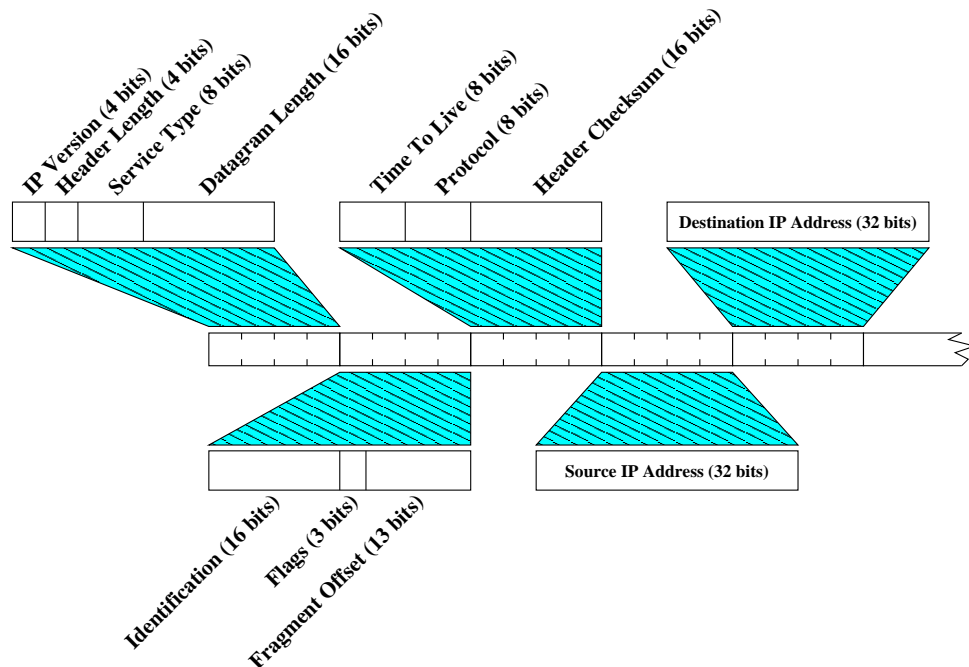 IP Version (4 bits)
Header Length (4 bits)
Service Type (8 bits)
Datagram Length (16 bits)
Time To Live (8 bits)
Protocol (8 bits)
Header Checksum (16 bits)
Destination IP Address (32 bits)
Source IP Address (32 bits)
Identification (16 bits)
Flags (3 bits)
Fragment Offset (13 bits)